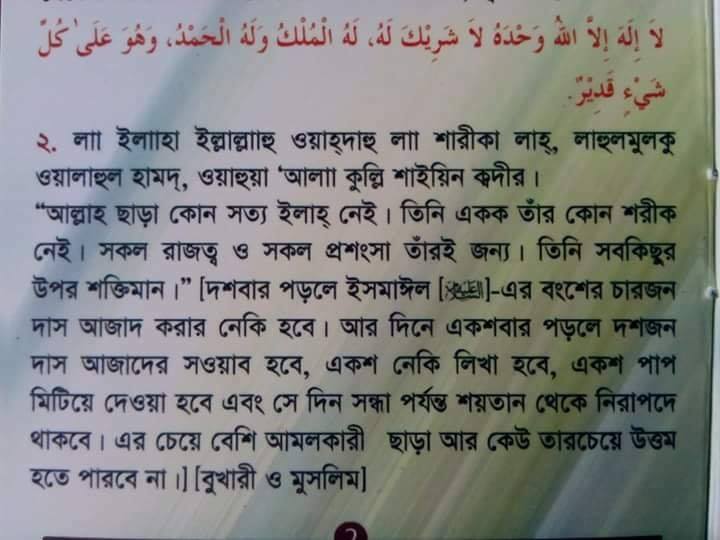 لاَ إِلَهَ إِلاَّ اللهُ وَحْدَهُ لاَ شَرِيْكَ لَهُ، لَهُ الْمُلْكُ وَلَهُ الْحَمْدُ، وَهُوَ عَلَىٰ كُلِّ
شَيْءٍ قَدِيْرٌ.
২. লাা ইলাাহা ইল্লাল্লাাহু ওয়াহ্‌দাহু লাা শারীকা লাহ্, লাহুলমুলকু
ওয়ালাহুল হামদ্, ওয়াহুয়া ‘আলাা কুল্লি শাইয়িন ক্বদীর।
“আল্লাহ ছাড়া কোন সত্য ইলাহ্ নেই। তিনি একক তাঁর কোন শরীক
নেই। সকল রাজত্ব ও সকল প্রশংসা তাঁরই জন্য। তিনি সবকিছুর
উপর শক্তিমান।” [দশবার পড়লে ইসমাঈল []-এর বংশের চারজন
দাস আজাদ করার নেকি হবে। আর দিনে একশবার পড়লে দশজন
দাস আজাদের সওয়াব হবে, একশ নেকি লিখা হবে, একশ পাপ
মিটিয়ে দেওয়া হবে এবং সে দিন সন্ধা পর্যন্ত শয়তান থেকে নিরাপদে
থাকবে। এর চেয়ে বেশি আমলকারী ছাড়া আর কেউ তারচেয়ে উত্তম
হতে পারবে না।] [বুখারী ও মুসলিম]